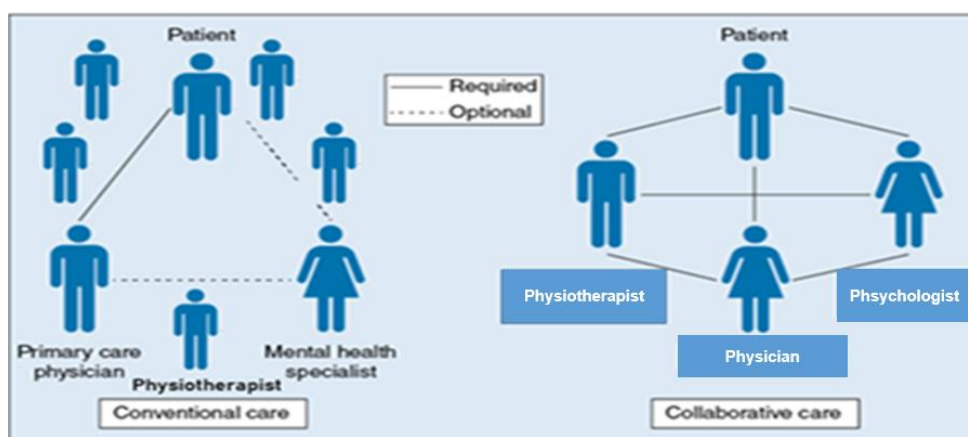 Patient
Required
Optional
Primary care
physician
Physiotherapist
Mental health
specialist
Conventional care
Patient
Physiotherapist
Phsychologist
Physician
Collaborative care